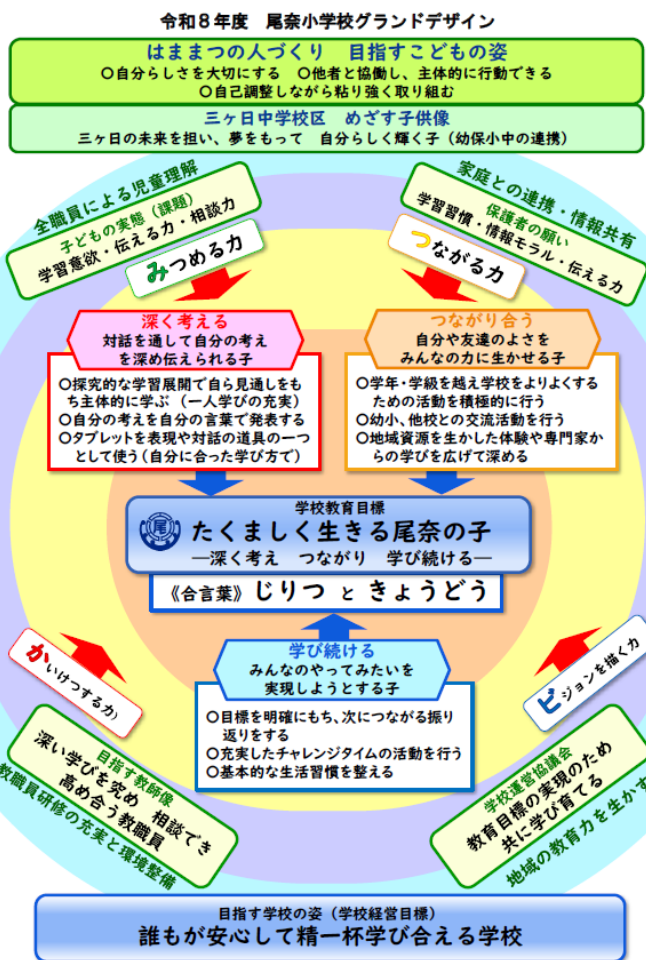 令和８年度　尾奈小学校グランドデザイン
はままつの人づくり　目指すこどもの姿
○自分らしさを大切にする　○他者と協働し、主体的に行動できる
○自己調整しながら粘り強く取り組む
三ヶ日中学校区　めざす子供像
三ヶ日の未来を担い、夢をもって　自分らしく輝く子（幼保小中の連携）
全職員による児童理解
子どもの実態（課題）
学習意欲・伝える力・相談力
みつめる力
家庭との連携・情報共有
保護者の願い
学習習慣・情報モラル・伝える力
つながる力
深く考える
対話を通して自分の考え
を深め伝えられる子
○探究的な学習展開で自ら見通しをも
ち主体的に学ぶ（一人学びの充実）
○自分の考えを自分の言葉で発表する
○タブレットを表現や対話の道具の一つ
として使う（自分に合った学び方で）
つながり合う
自分や友達のよさを
みんなの力に生かせる子
○学年・学級を越え学校をよりよくする
ための活動を積極的に行う
○幼小、他校との交流活動を行う
○地域資源を生かした体験や専門家か
らの学びを広げて深める
学校教育目標
尾
たくましく生きる尾奈の子
―深く考え　つながり　学び続ける―
《合言葉》じりつ と きょうどう
学び続ける
みんなのやってみたいを
実現しようとする子
○目標を明確にもち、次につながる振り
返りをする
○充実したチャレンジタイムの活動を行う
○基本的な生活習慣を整える
かいけつする力）
目指す教師像
深い学びを究め　相談でき
高め合う教職員
教職員研修の充実と環境整備
ビジョンを描く力
学校運営協議会
教育目標の実現のため
共に学び育てる
地域の教育力を生かす
目指す学校の姿（学校経営目標）
誰もが安心して精一杯学び合える学校